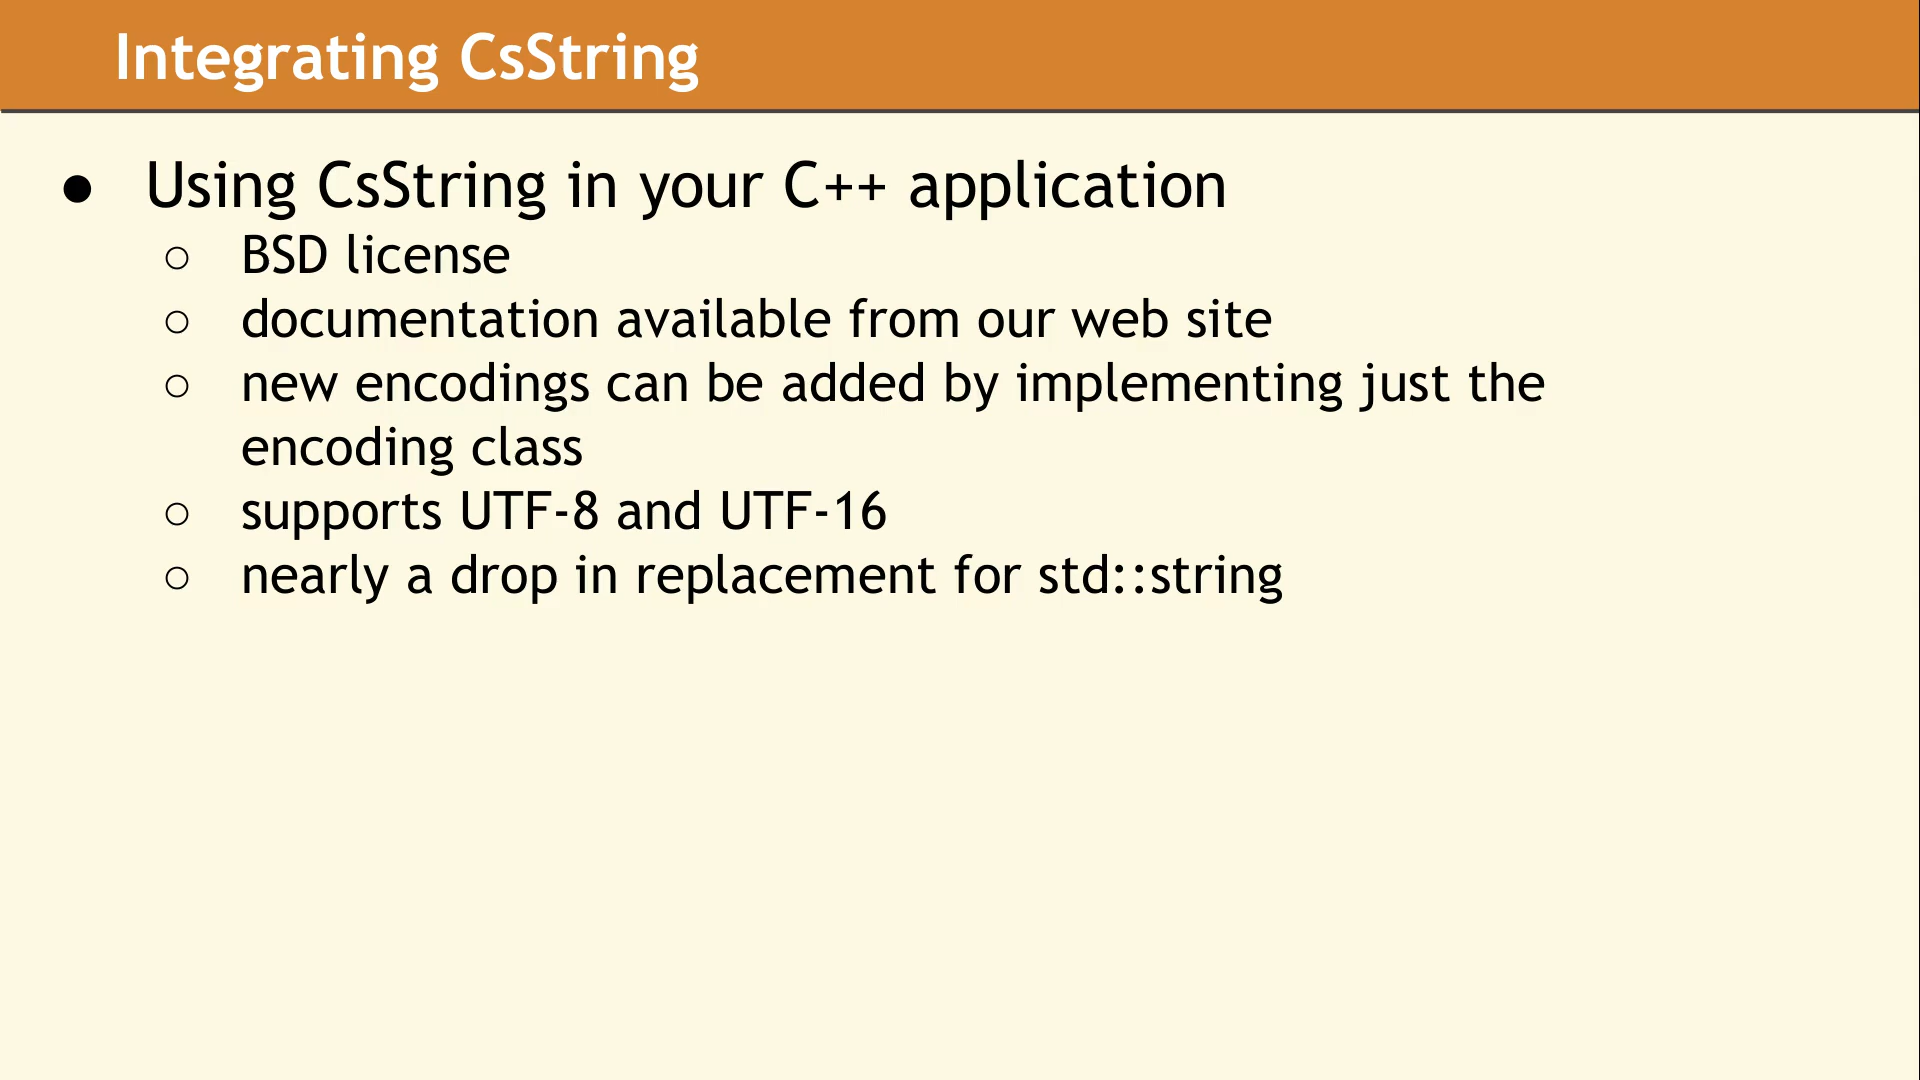 Integrating CsString
● Using CsString in your C++ application
○ BSD license
○ documentation available from our web site
○ new encodings can be added by implementing just the
encoding class
○ supports UTF-8 and UTF-16
○ nearly a drop in replacement for std::string